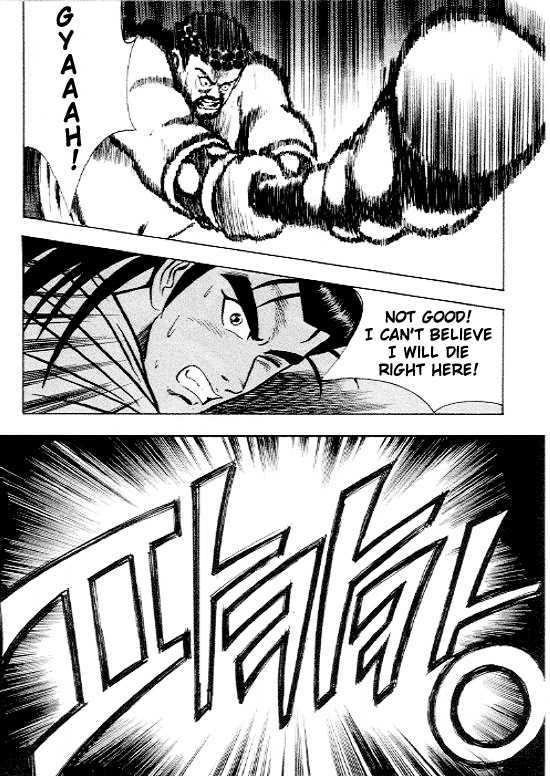 GYAAAH!
NOT GOOD!
I CAN'T BELIEVE
I WILL DIE
RIGHT HERE!